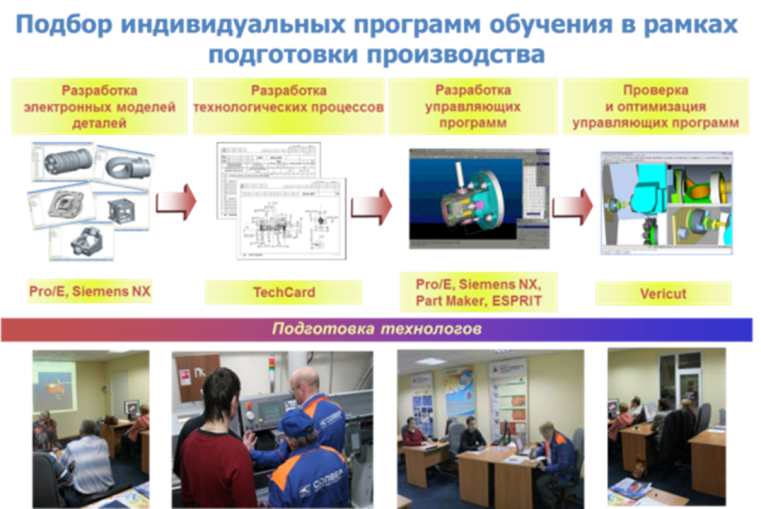 Подбор индивидуальных программ обучения в рамках
подготовки производства
Разработка
электронных моделей
деталей
Разработка
технологических процессов
Разработка
управляющих
программ
Проверка
и оптимизация
управляющих программ
Pro/E, Siemens NX
TechCard
Pro/E, Siemens NX,
Part Maker, ESPRIT
Vericut
Подготовка технологов
СОЛВЕР